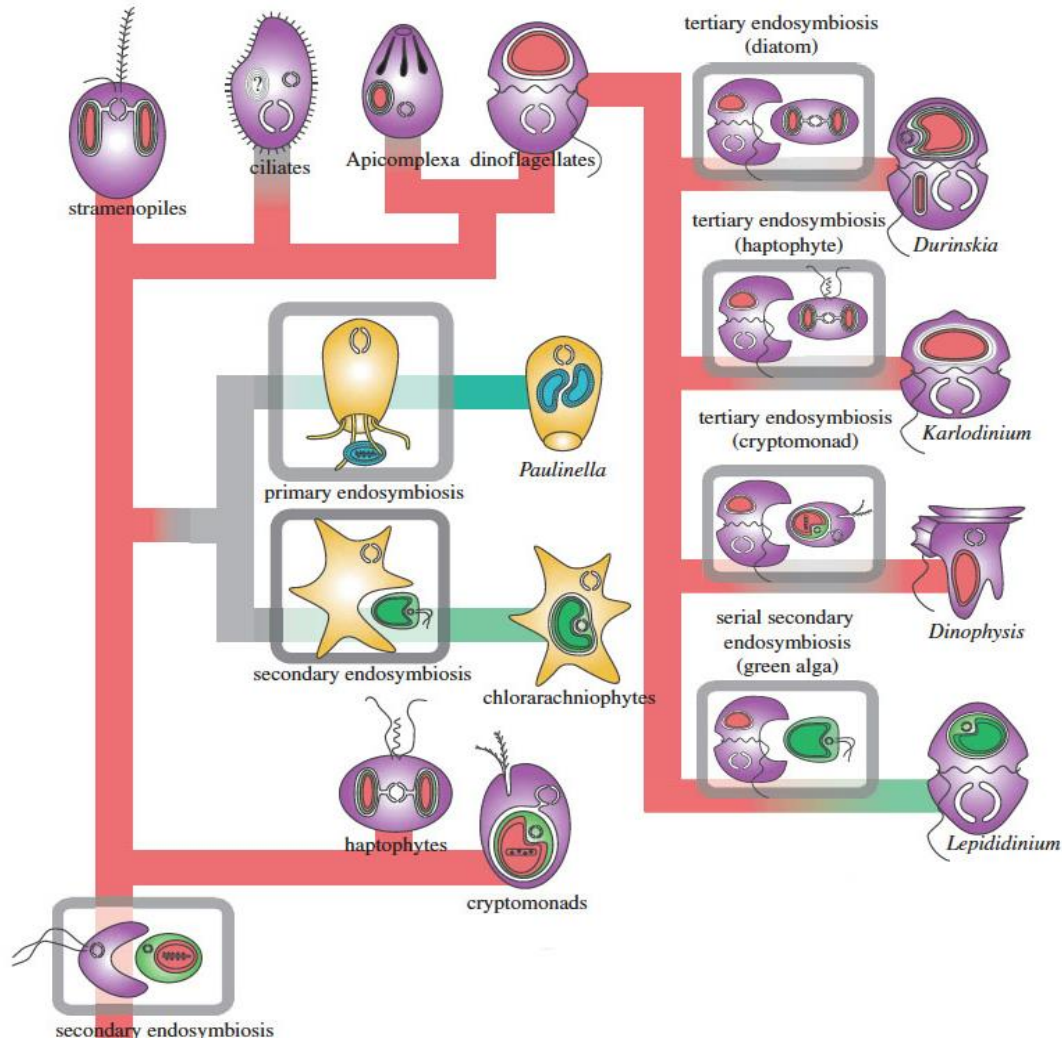 tertiary endosymbiosis
(diatom)
?
ciliates
Apicomplexa
dinoflagellates
stramenopiles
Durinskia
tertiary endosymbiosis
(haptophyte)
Karlodinium
tertiary endosymbiosis
(cryptomonad)
Paulinella
primary endosymbiosis
Dinophysis
serial secondary
endosymbiosis
(green alga)
secondary endosymbiosis
chlorarachniophytes
haptophytes
Lepididinium
cryptomonads
secondary endosymbiosis